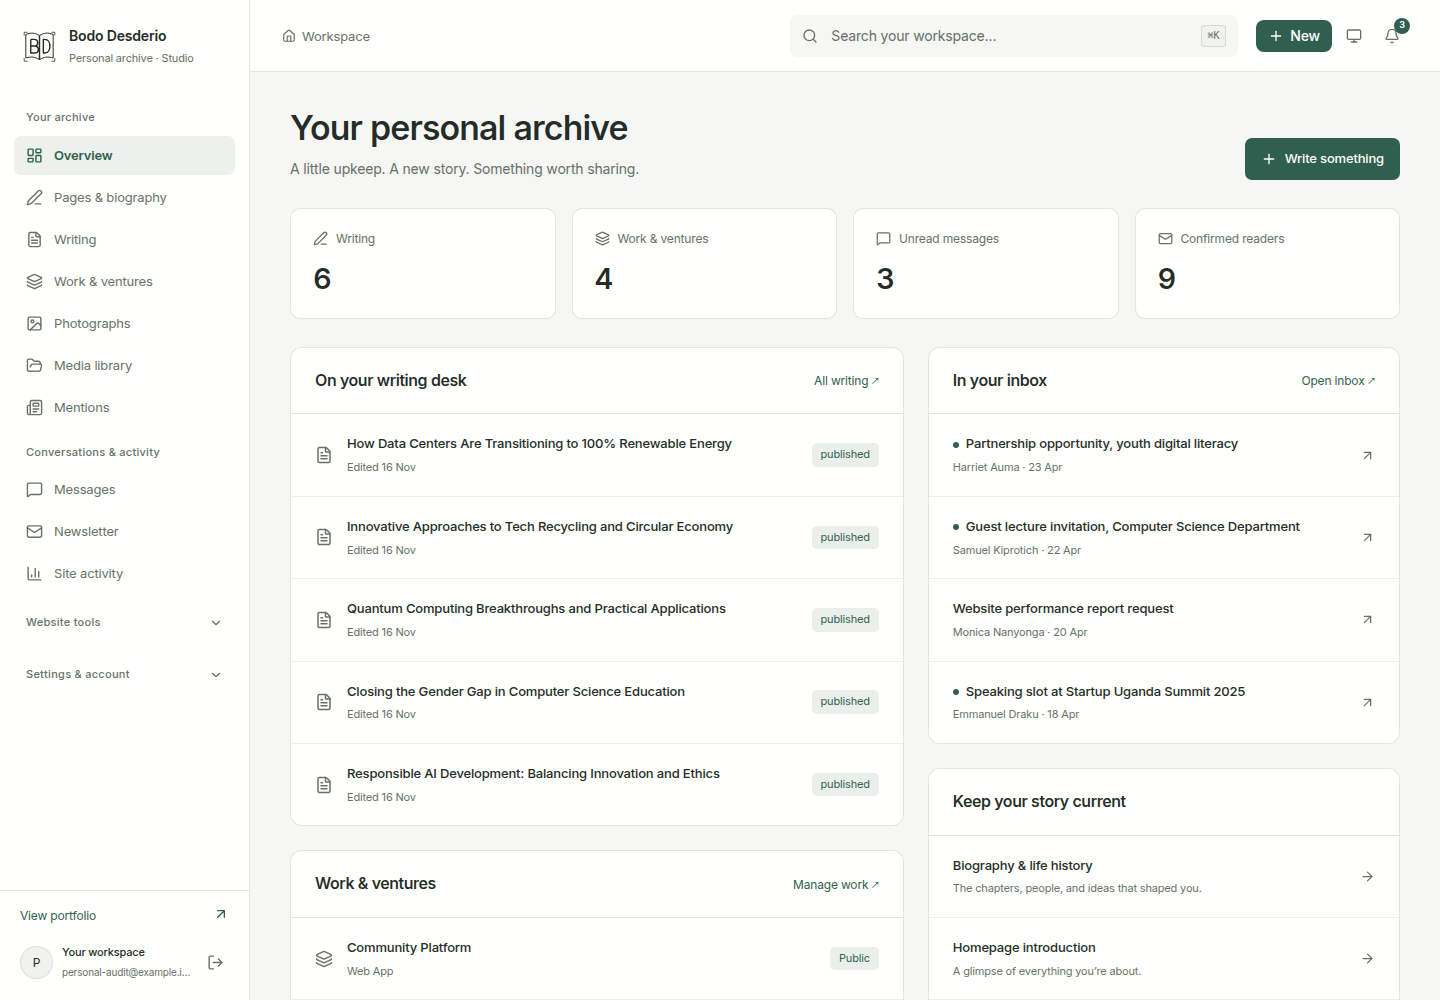 BD
Bodo Desderio
Personal archive · Studio
Your archive
Overview
Pages & biography
Writing
Work & ventures
Photographs
Media library
Mentions
Conversations & activity
Messages
Newsletter
Site activity
Website tools
Settings & account
View portfolio
P
Your workspace
personal-audit@example.i...
Workspace
Search your workspace...
⌘K
New
3
Your personal archive
A little upkeep. A new story. Something worth sharing.
Write something
Writing
6
Work & ventures
4
Unread messages
3
Confirmed readers
9
On your writing desk
All writing ↗
How Data Centers Are Transitioning to 100% Renewable Energy
Edited 16 Nov
published
Innovative Approaches to Tech Recycling and Circular Economy
Edited 16 Nov
published
Quantum Computing Breakthroughs and Practical Applications
Edited 16 Nov
published
Closing the Gender Gap in Computer Science Education
Edited 16 Nov
published
Responsible AI Development: Balancing Innovation and Ethics
Edited 16 Nov
published
Work & ventures
Manage work ↗
Community Platform
Web App
Public
In your inbox
Open inbox ↗
Partnership opportunity, youth digital literacy
Harriet Auma · 23 Apr
Guest lecture invitation, Computer Science Department
Samuel Kiprotich · 22 Apr
Website performance report request
Monica Nanyonga · 20 Apr
Speaking slot at Startup Uganda Summit 2025
Emmanuel Draku · 18 Apr
Keep your story current
Biography & life history
The chapters, people, and ideas that shaped you.
Homepage introduction
A glimpse of everything you're about.